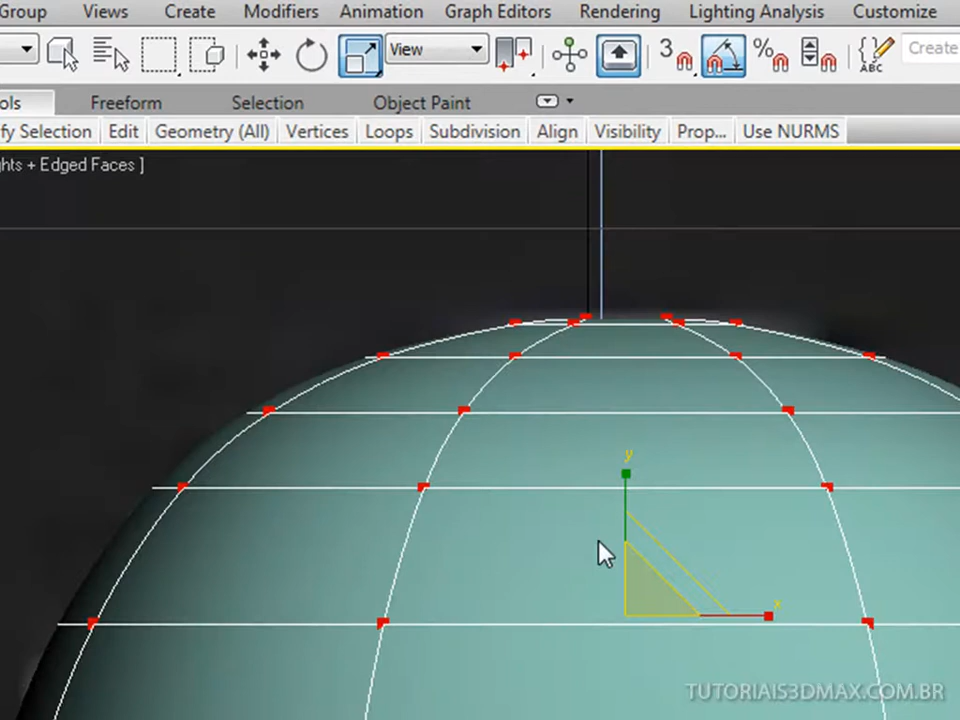 Group Views Create Modifiers Animation Graph Editors Rendering Lighting Analysis Customize
View 3 % ABC Create
ols Freeform Selection Object Paint
fy Selection Edit Geometry (All) Vertices Loops Subdivision Align Visibility Prop... Use NURMS
ghts + Edged Faces ]
y
x
TUTORIAIS3DMAX.COM.BR